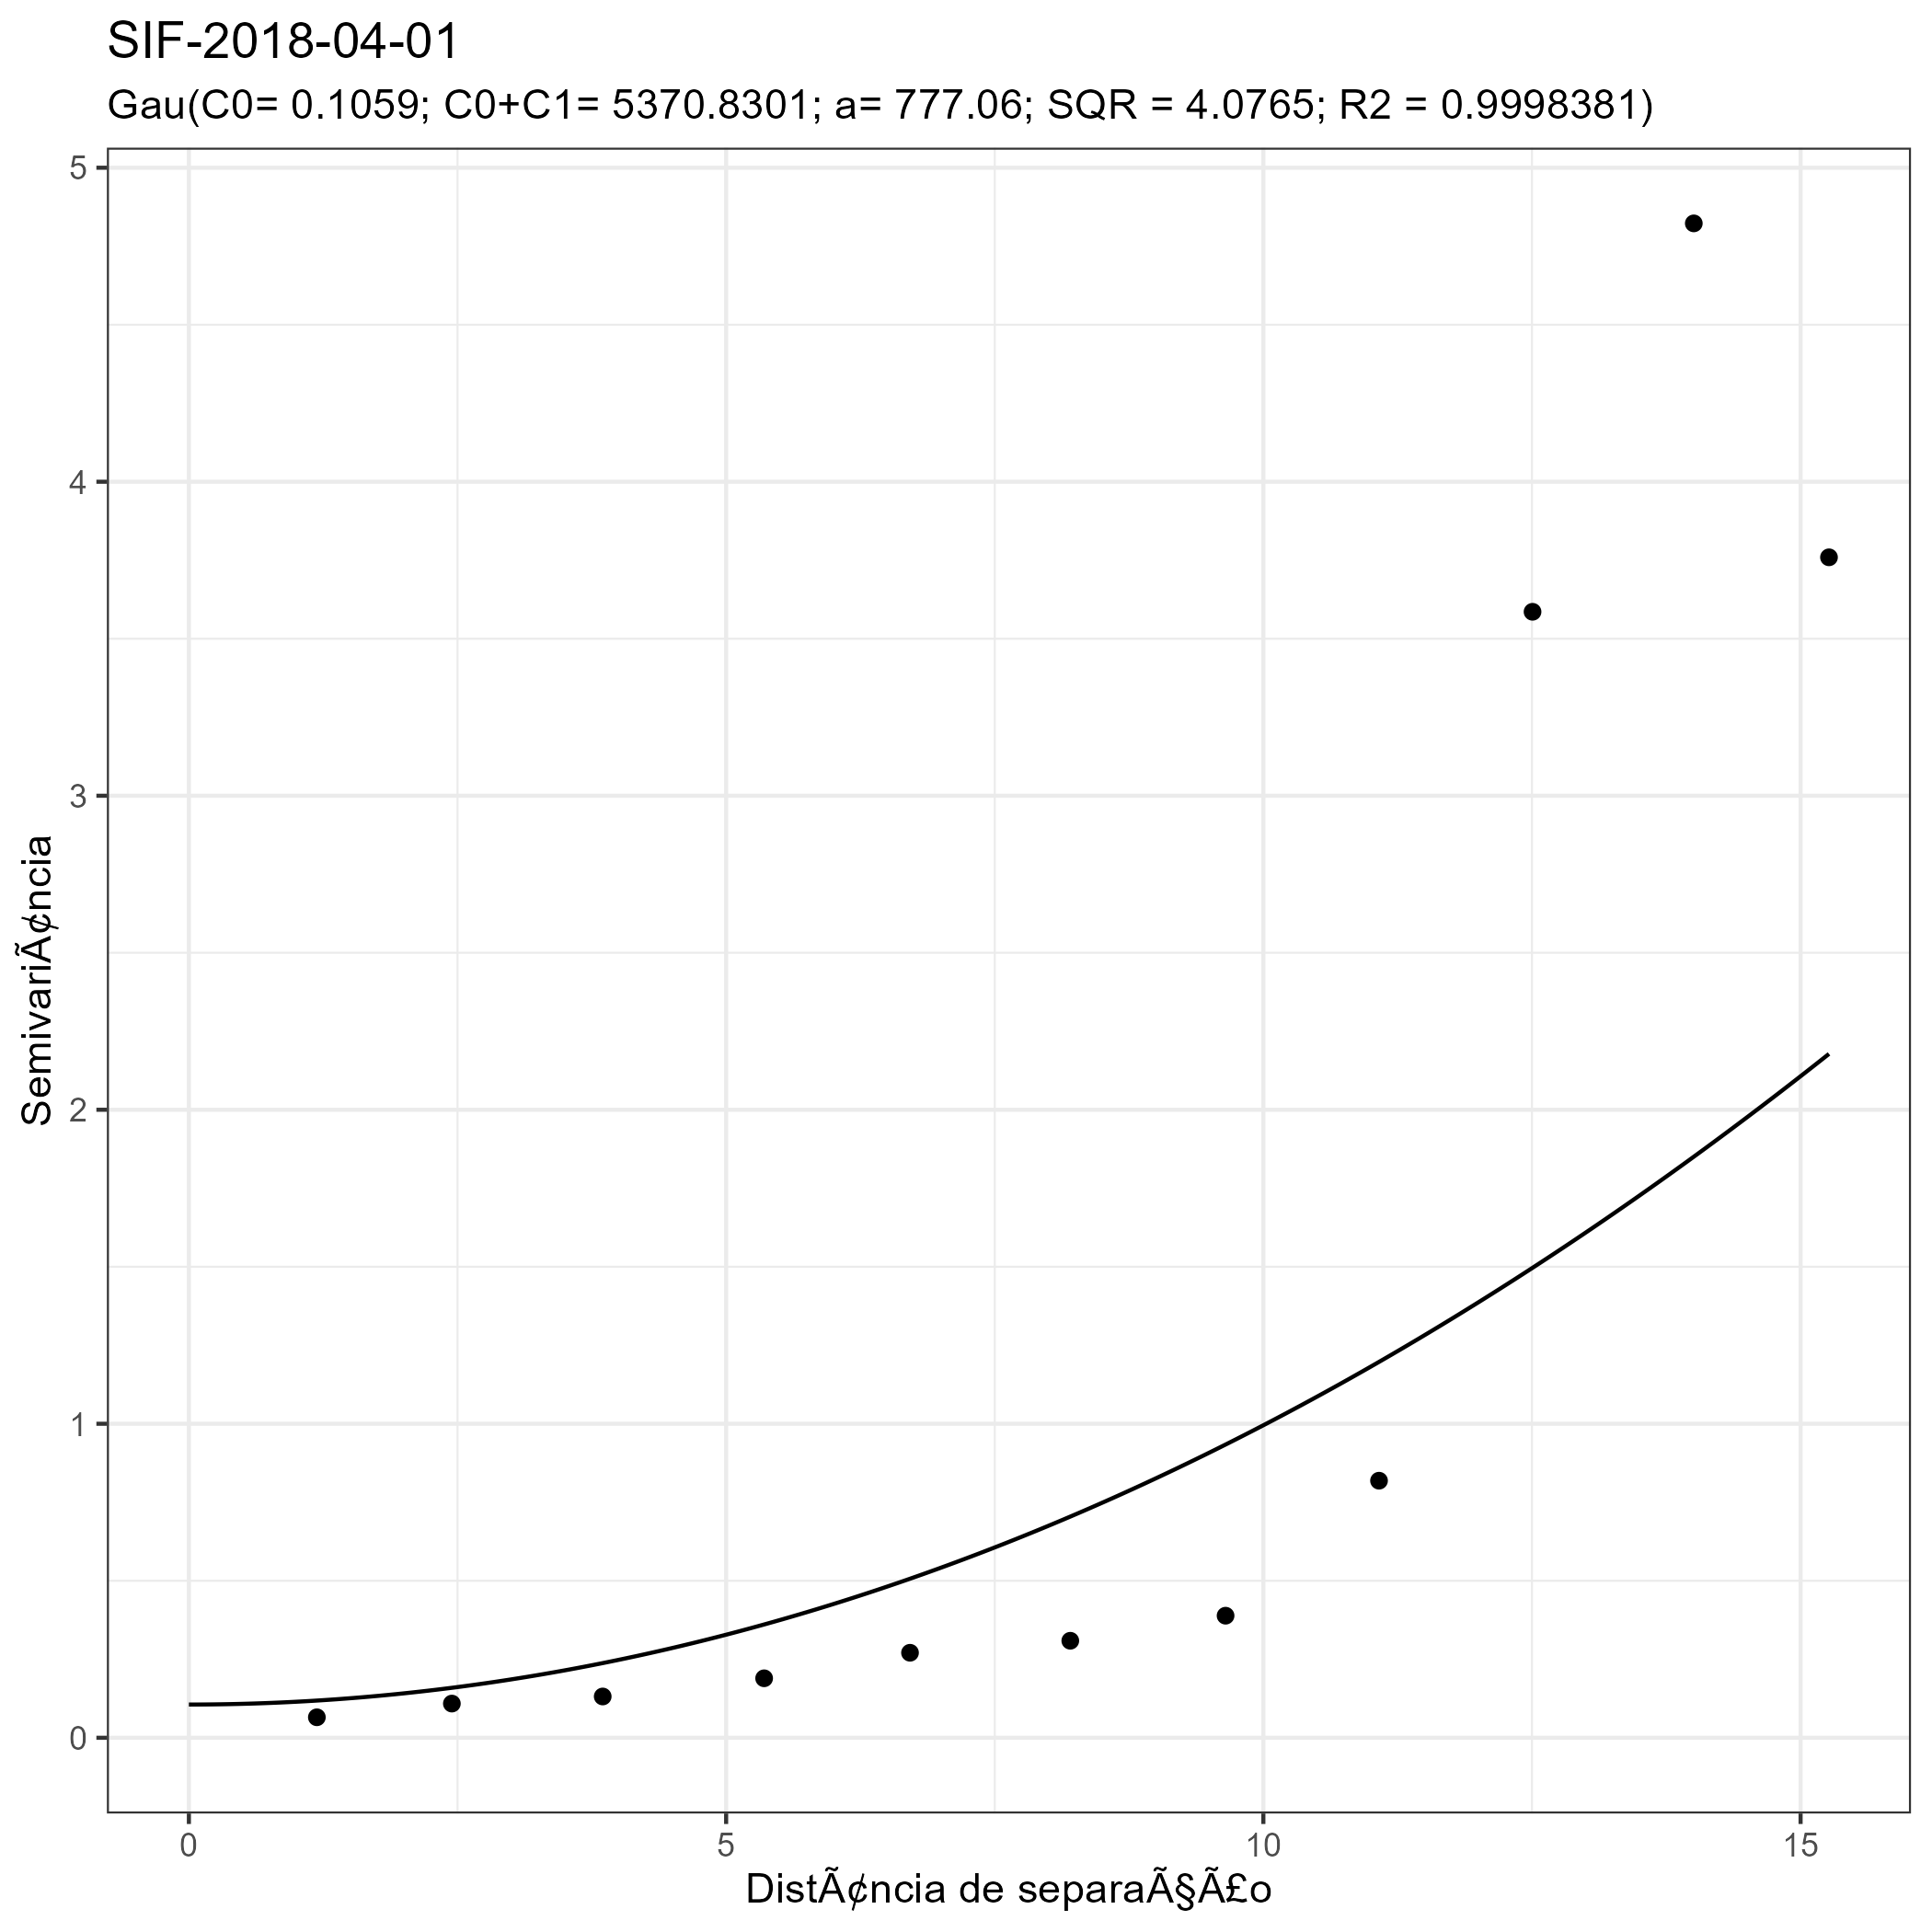 SIF-2018-04-01
Gau(C0= 0.1059; C0+C1= 5370.8301; a= 777.06; SQR = 4.0765; R2 = 0.9998381)
5
4
3
2
1
0
SemivariÃ¢ncia
0 5 10 15
DistÃ¢ncia de separaÃ§Ã£o